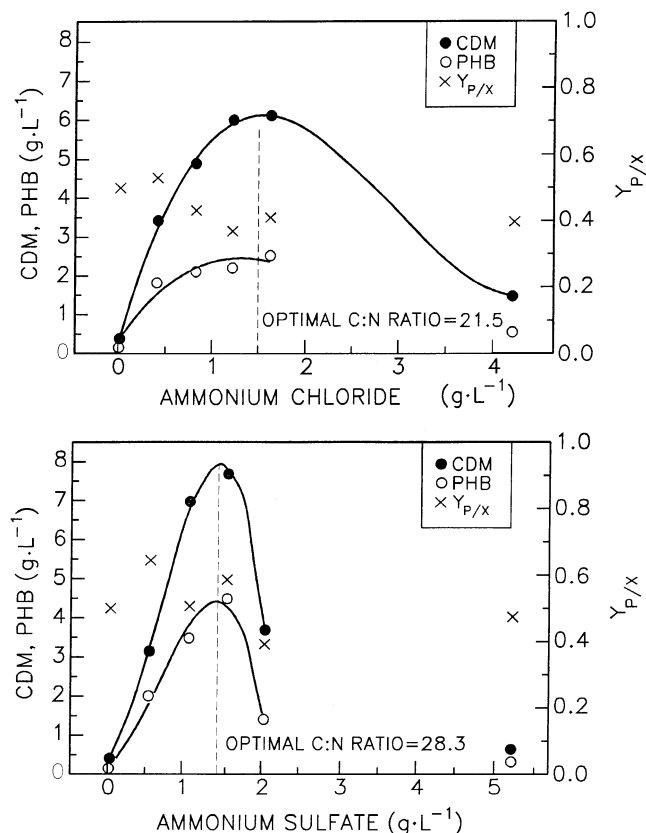 CDM, PHB (g·L⁻¹)
8
7
6
5
4
3
2
1
0
● CDM
○ PHB
× Y_P/X
1.0
0.8
0.6
0.4
0.2
0.0
Y_P/X
OPTIMAL C:N RATIO=21.5
0 1 2 3 4
AMMONIUM CHLORIDE (g·L⁻¹)
CDM, PHB (g·L⁻¹)
8
7
6
5
4
3
2
1
0
● CDM
○ PHB
× Y_P/X
1.0
0.8
0.6
0.4
0.2
0.0
Y_P/X
OPTIMAL C:N RATIO=28.3
0 1 2 3 4 5
AMMONIUM SULFATE (g·L⁻¹)